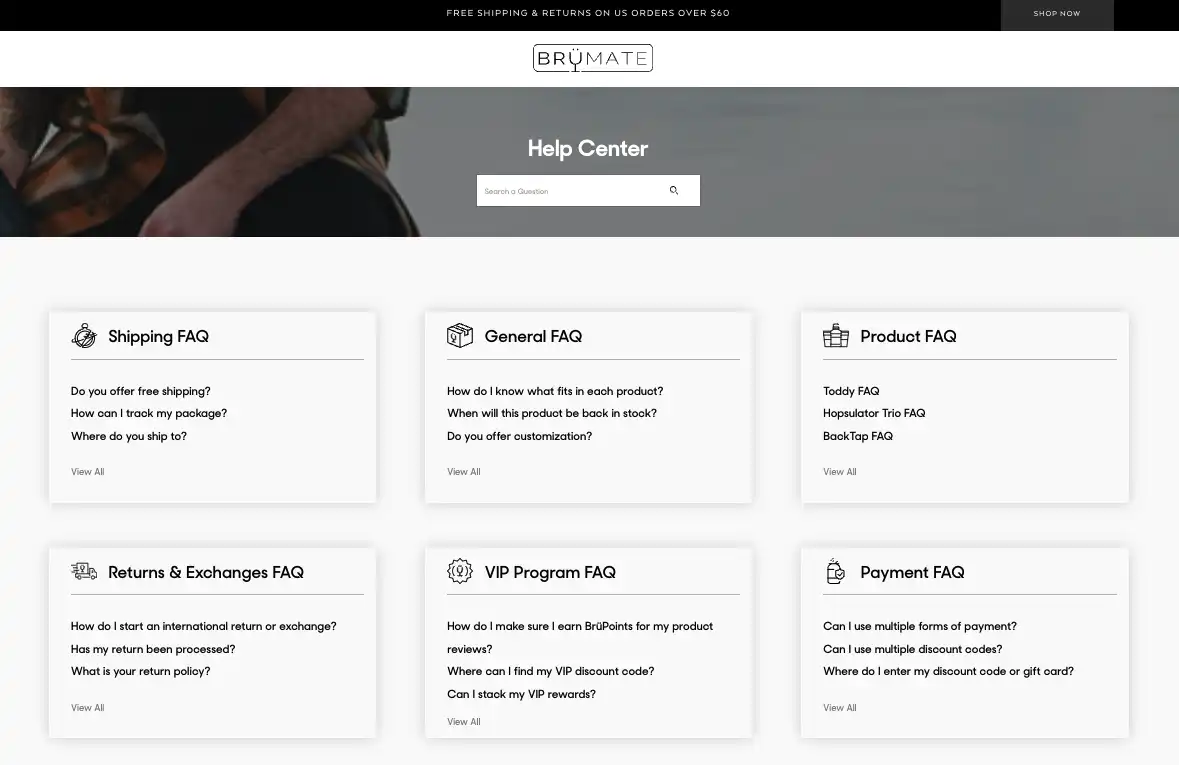 FREE SHIPPING & RETURNS ON US ORDERS OVER $60
SHOP NOW
BRÜMATE
Help Center
Search a Question
Shipping FAQ
Do you offer free shipping?
How can I track my package?
Where do you ship to?
View All
General FAQ
How do I know what fits in each product?
When will this product be back in stock?
Do you offer customization?
View All
Product FAQ
Toddy FAQ
Hopsulator Trio FAQ
BackTap FAQ
View All
Returns & Exchanges FAQ
How do I start an international return or exchange?
Has my return been processed?
What is your return policy?
View All
VIP Program FAQ
How do I make sure I earn BrüPoints for my product
reviews?
Where can I find my VIP discount code?
Can I stack my VIP rewards?
View All
Payment FAQ
Can I use multiple forms of payment?
Can I use multiple discount codes?
Where do I enter my discount code or gift card?
View All